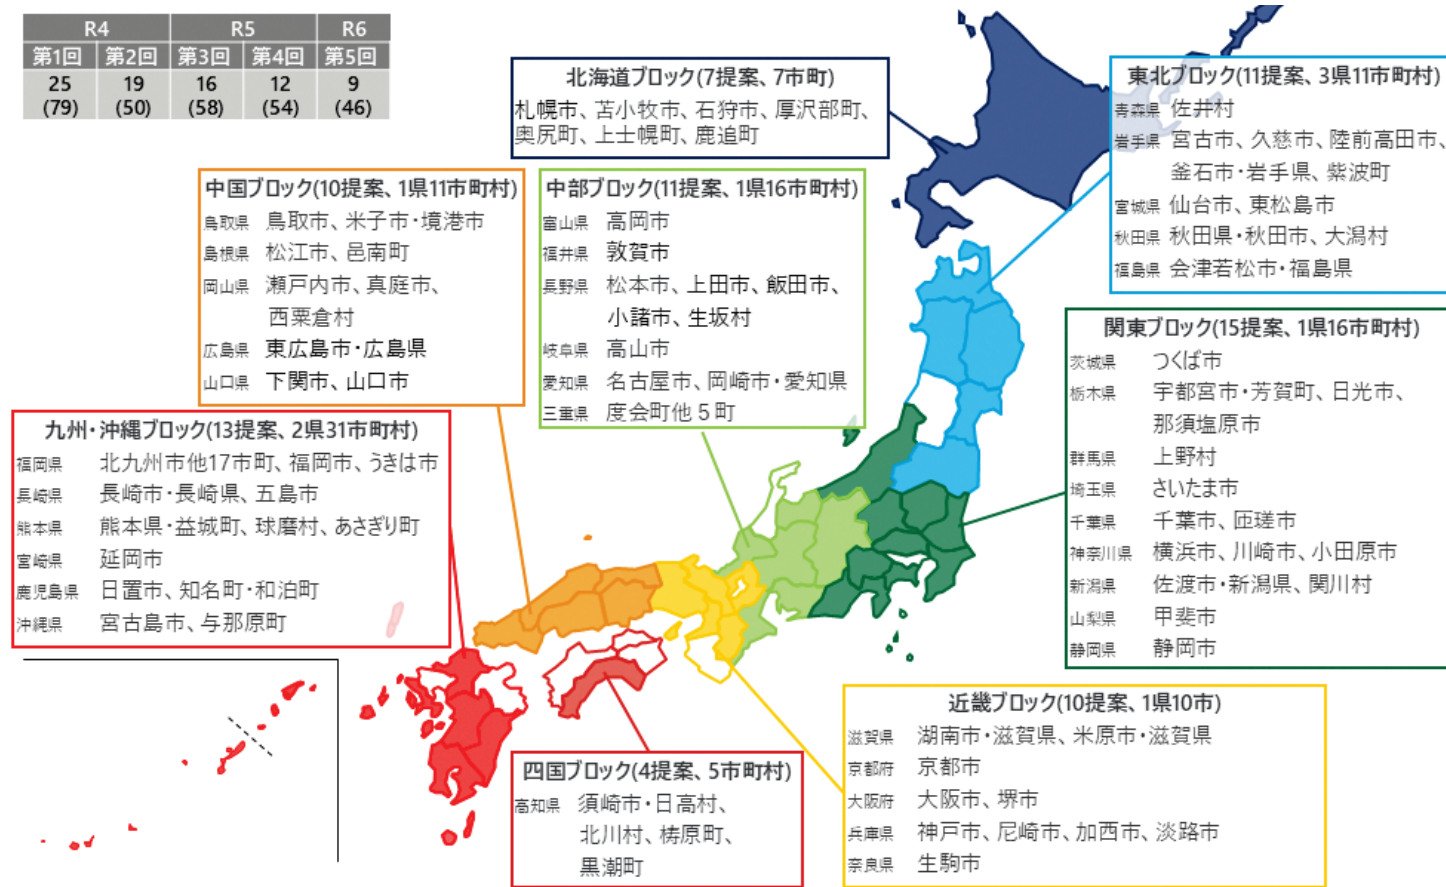 R4 R5 R6
第1回 第2回 第3回 第4回 第5回
25 19 16 12 9
(79) (50) (58) (54) (46)
北海道ブロック(7提案、7市町)
札幌市、苫小牧市、石狩市、厚沢部町、
奥尻町、上士幌町、鹿追町
東北ブロック(11提案、3県11市町村)
青森県 佐井村
岩手県 宮古市、久慈市、陸前高田市、
釜石市・岩手県、紫波町
宮城県 仙台市、東松島市
秋田県 秋田県・秋田市、大潟村
福島県 会津若松市・福島県
中国ブロック(10提案、1県11市町村)
鳥取県 鳥取市、米子市・境港市
島根県 松江市、邑南町
岡山県 瀬戸内市、真庭市、
西粟倉村
広島県 東広島市・広島県
山口県 下関市、山口市
中部ブロック(11提案、1県16市町村)
富山県 高岡市
福井県 敦賀市
長野県 松本市、上田市、飯田市、
小諸市、生坂村
岐阜県 高山市
愛知県 名古屋市、岡崎市・愛知県
三重県 度会町他5町
関東ブロック(15提案、1県16市町村)
茨城県 つくば市
栃木県 宇都宮市・芳賀町、日光市、
那須塩原市
群馬県 上野村
埼玉県 さいたま市
千葉県 千葉市、匝瑳市
神奈川県 横浜市、川崎市、小田原市
新潟県 佐渡市・新潟県、関川村
山梨県 甲斐市
静岡県 静岡市
九州・沖縄ブロック(13提案、2県31市町村)
福岡県 北九州市他17市町、福岡市、うきは市
長崎県 長崎市・長崎県、五島市
熊本県 熊本県・益城町、球磨村、あさぎり町
宮崎県 延岡市
鹿児島県 日置市、知名町・和泊町
沖縄県 宮古島市、与那原町
四国ブロック(4提案、5市町村)
高知県 須崎市・日高村、
北川村、梼原町、
黒潮町
近畿ブロック(10提案、1県10市)
滋賀県 湖南市・滋賀県、米原市・滋賀県
京都府 京都市
大阪府 大阪市、堺市
兵庫県 神戸市、尼崎市、加西市、淡路市
奈良県 生駒市